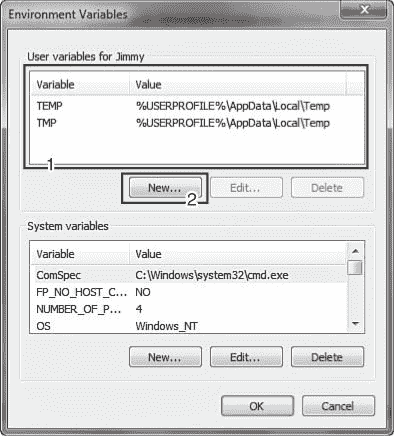 Environment Variables
User variables for Jimmy
Variable Value
TEMP %USERPROFILE%\AppData\Local\Temp
TMP %USERPROFILE%\AppData\Local\Temp
1
New... Edit... Delete
2
System variables
Variable Value
ComSpec C:\Windows\system32\cmd.exe
FP_NO_HOST_C... NO
NUMBER_OF_P... 4
OS Windows_NT
New... Edit... Delete
OK Cancel